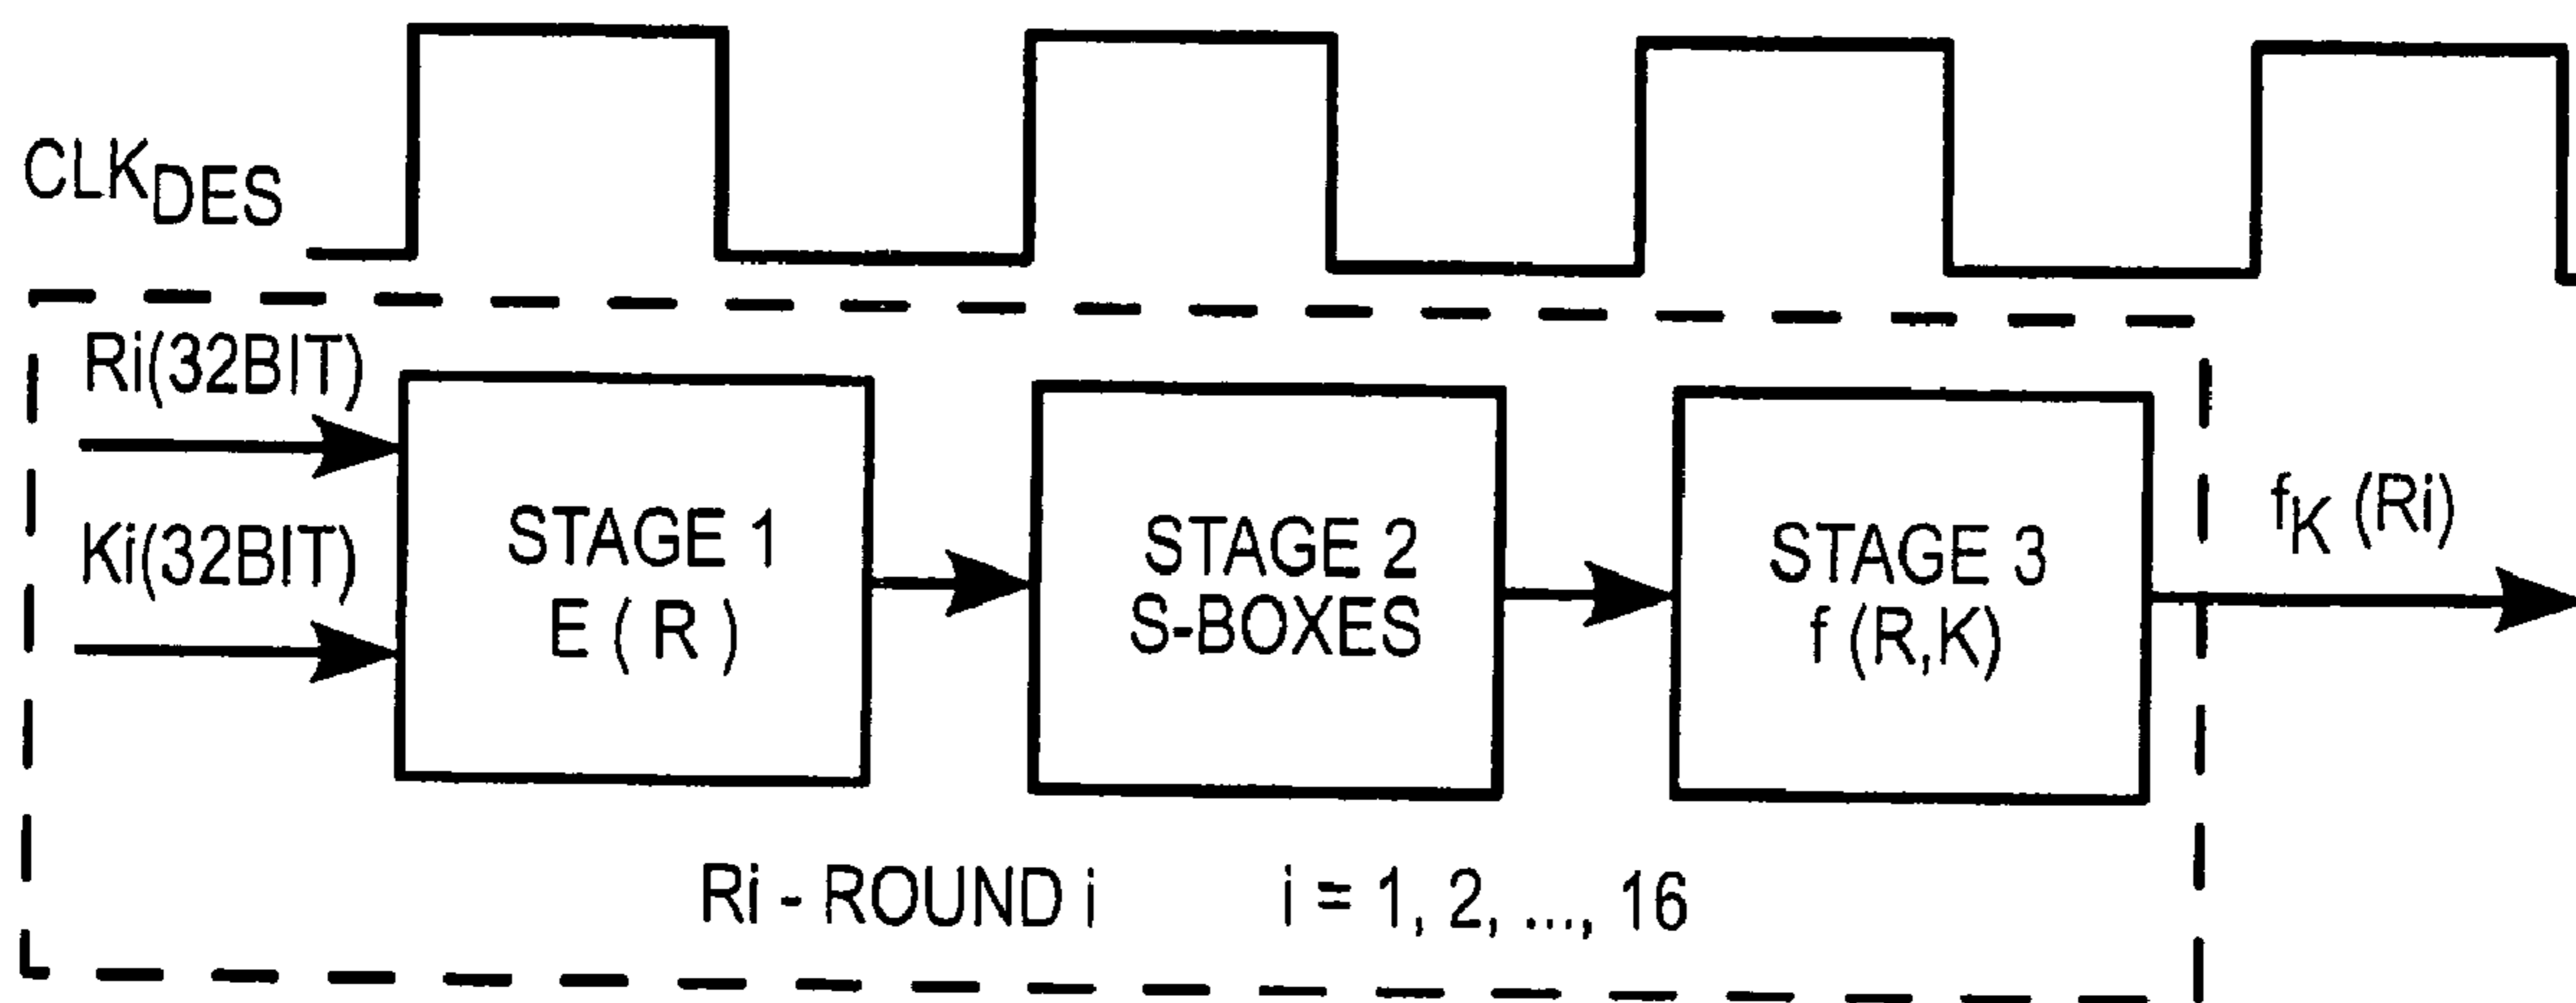 CLKDES
Ri(32BIT)
Ki(32BIT)
STAGE 1
E ( R )
STAGE 2
S-BOXES
STAGE 3
f (R,K)
fK (Ri)
Ri - ROUND i i = 1, 2, ..., 16